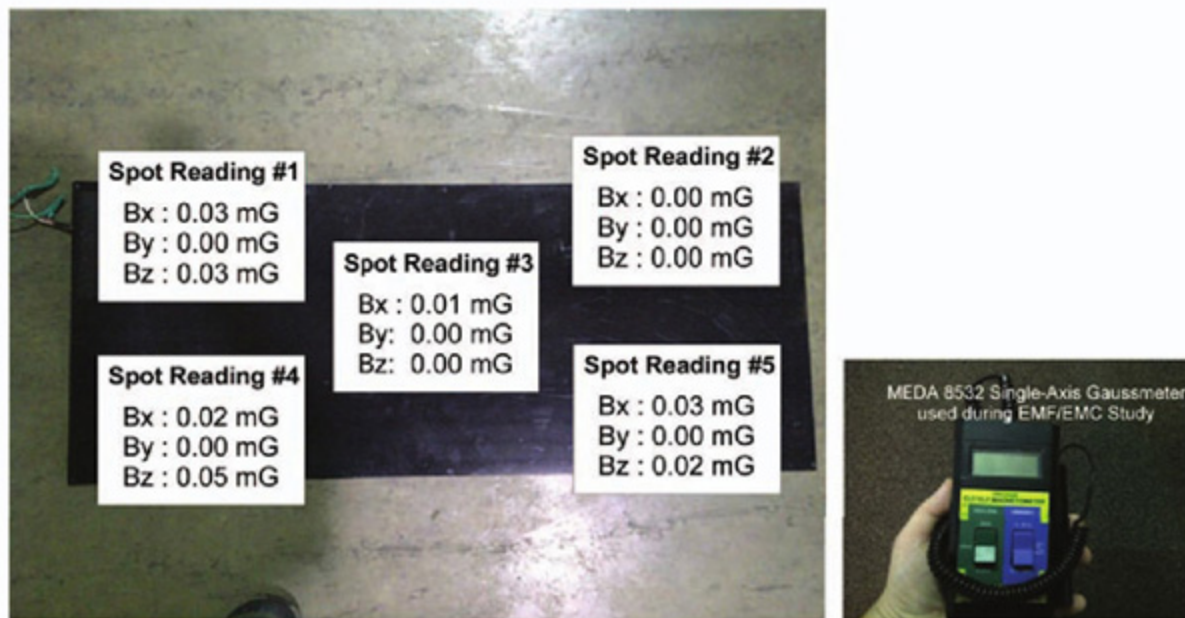 Spot Reading #1
Bx : 0.03 mG
By : 0.00 mG
Bz : 0.03 mG
Spot Reading #2
Bx : 0.00 mG
By : 0.00 mG
Bz : 0.00 mG
Spot Reading #3
Bx : 0.01 mG
By: 0.00 mG
Bz: 0.00 mG
Spot Reading #4
Bx : 0.02 mG
By : 0.00 mG
Bz : 0.05 mG
Spot Reading #5
Bx : 0.03 mG
By : 0.00 mG
Bz : 0.02 mG
MEDA 8532 Single-Axis Gaussmeter
used during EMF/EMC Study